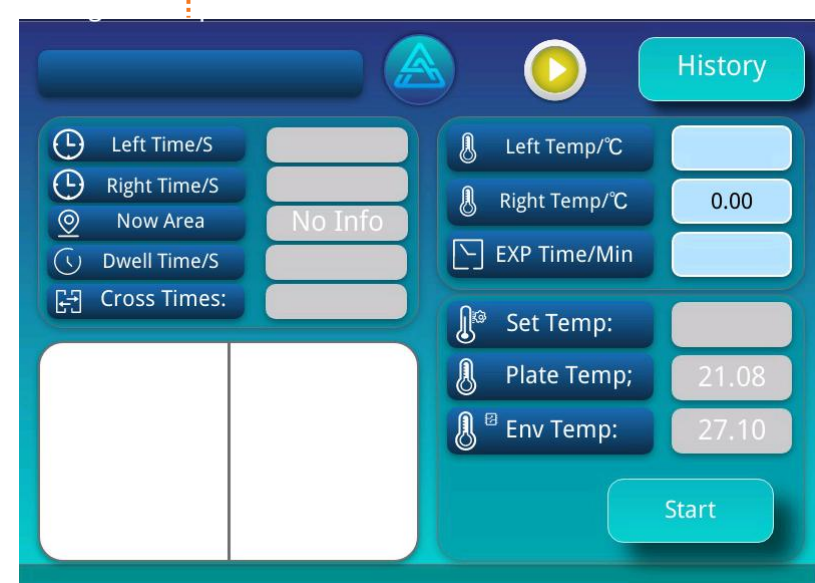 History
Left Time/S
Right Time/S
Now Area No Info
Dwell Time/S
Cross Times:
Left Temp/℃
Right Temp/℃ 0.00
EXP Time/Min
Set Temp:
Plate Temp; 21.08
Env Temp: 27.10
Start